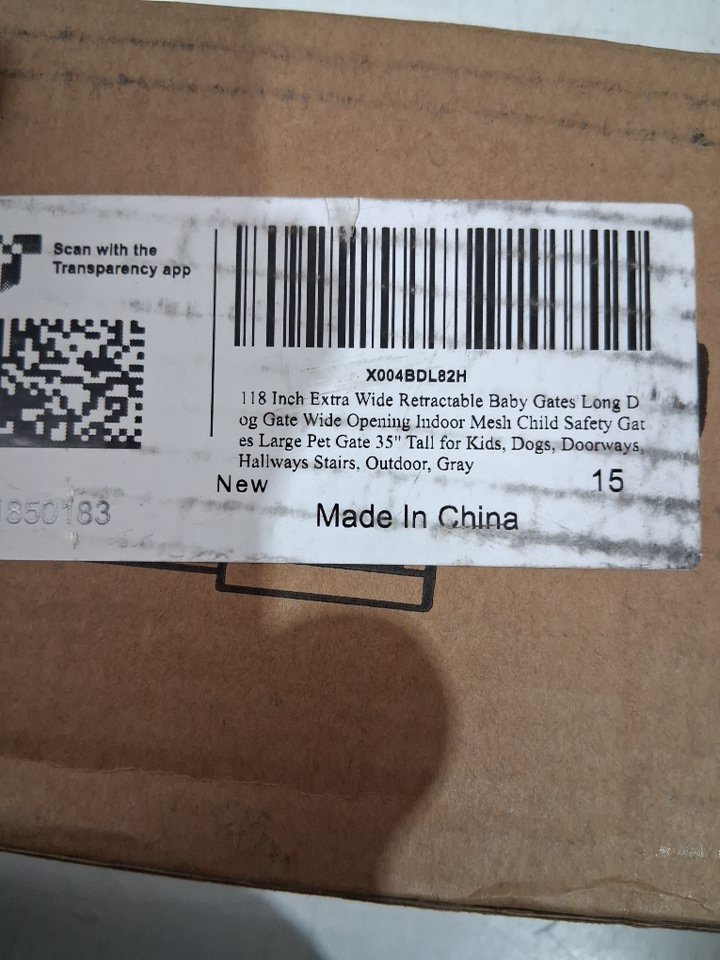 Scan with the
Transparency app
X004BDL82H
118 Inch Extra Wide Retractable Baby Gates Long D
og Gate Wide Opening Indoor Mesh Child Safety Gat
es Large Pet Gate 35" Tall for Kids, Dogs, Doorways,
Hallways Stairs, Outdoor, Gray
New
15
1850183
Made In China